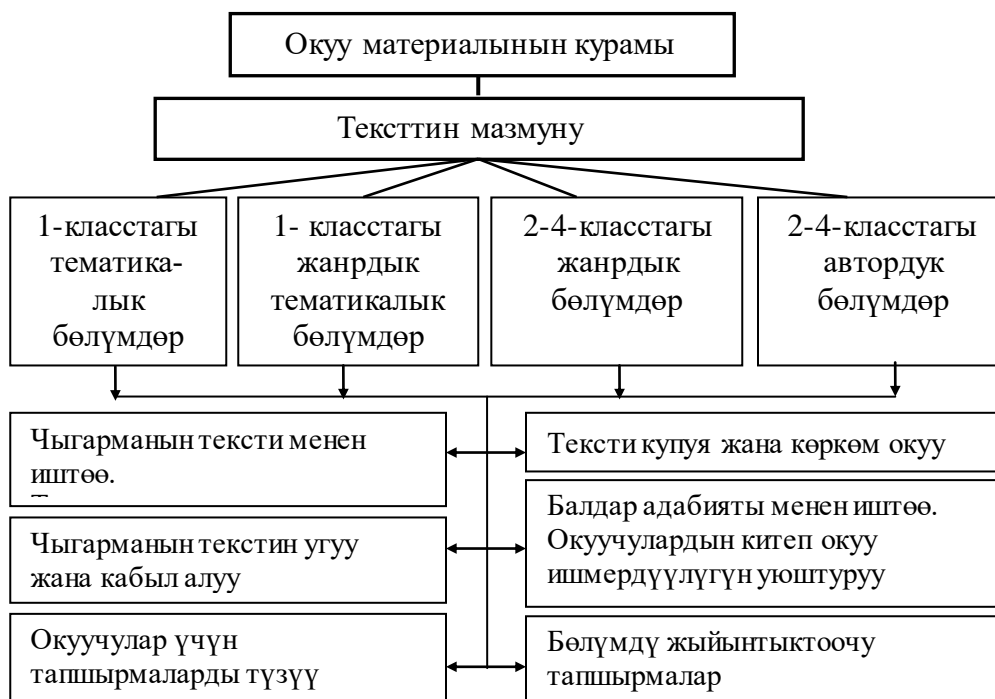 Окуу материалынын курамы
Тексттин мазмуну
1-класстагы
тематика-
лык
бөлүмдөр
1- класстагы
жанрдык
тематикалык
бөлүмдөр
2-4-класстагы
жанрдык
бөлүмдөр
2-4-класстагы
автордук
бөлүмдөр
Чыгарманын тексти менен
иштөө.
Тексти купуя жана көркөм окуу
Чыгарманын текстин угуу
жана кабыл алуу
Балдар адабияты менен иштөө.
Окуучулардын китеп окуу
ишмердүүлүгүн уюштуруу
Окуучулар үчүн
тапшырмаларды түзүү
Бөлүмдү жыйынтыктоочу
тапшырмалар